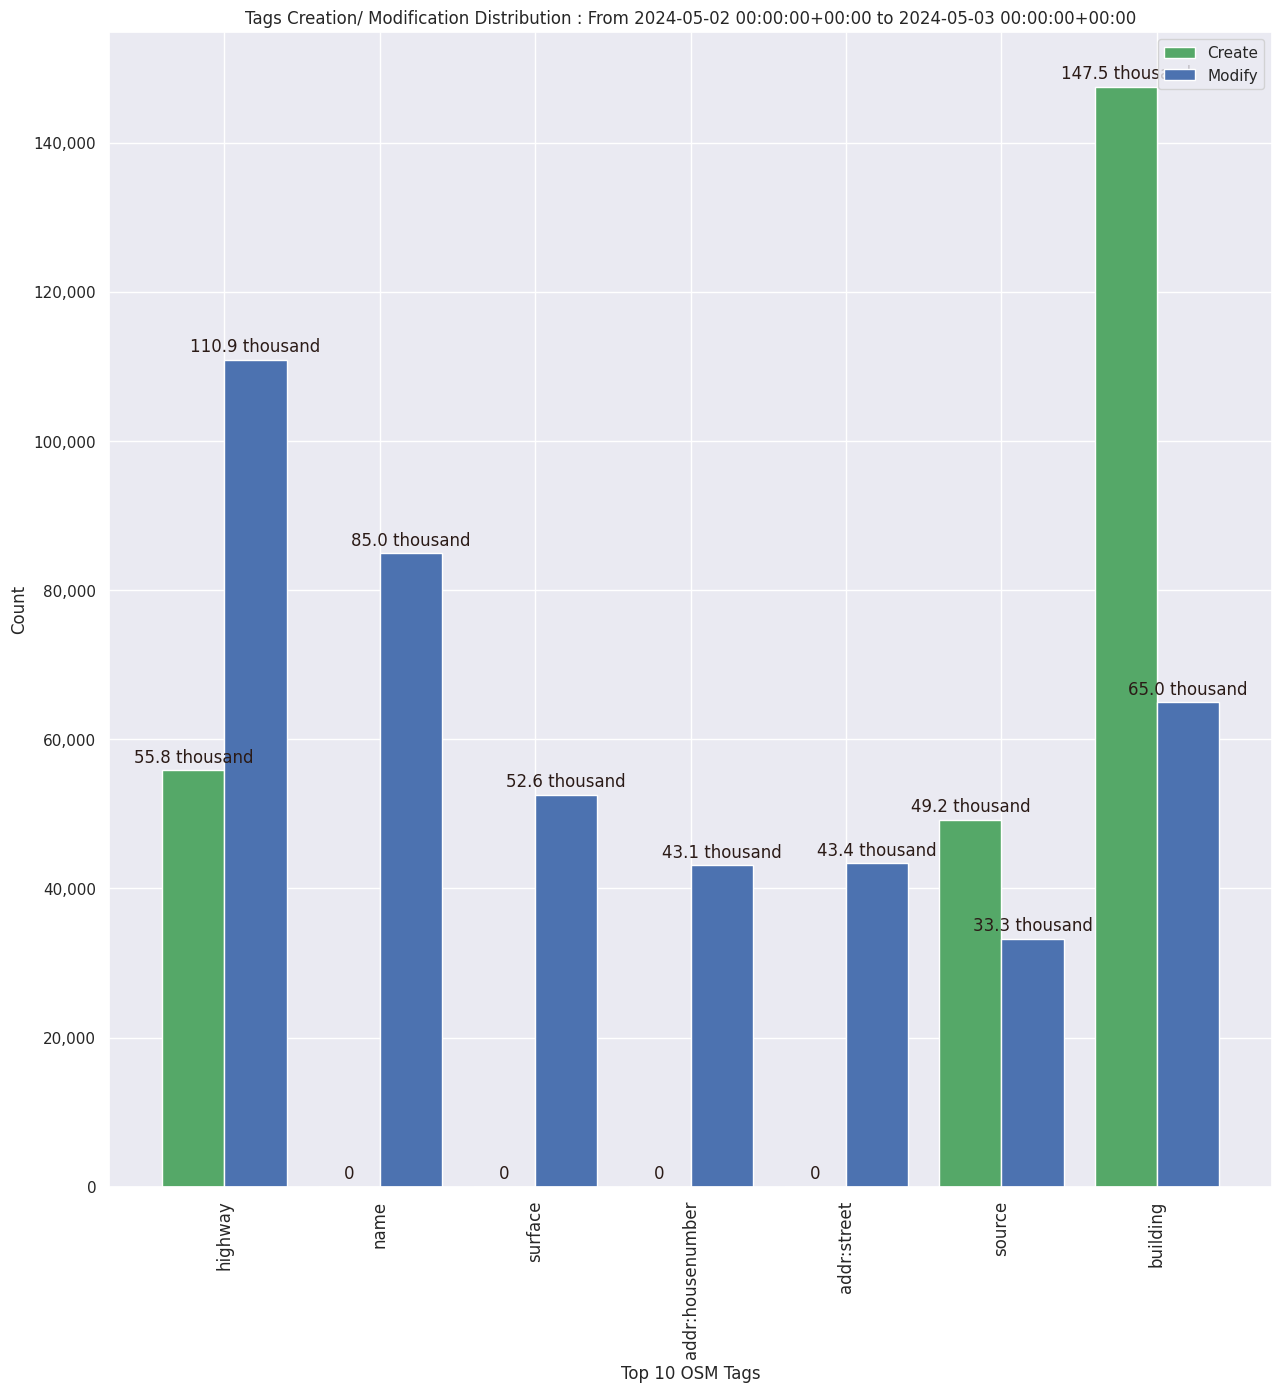 Tags Creation/ Modification Distribution : From 2024-05-02 00:00:00+00:00 to 2024-05-03 00:00:00+00:00
Create
Modify
147.5
140,000
120,000
110.9 thousand
100,000
85.0 thousand
80,000
Count
65.0 thousand
60,000
55.8 thousand
52.6 thousand
49.2 thousand
43.1 thousand
43.4 thousand
40,000
33.3 thousand
20,000
0
0
0
0
0
highway
name
surface
addr:housenumber
addr:street
source
building
Top 10 OSM Tags